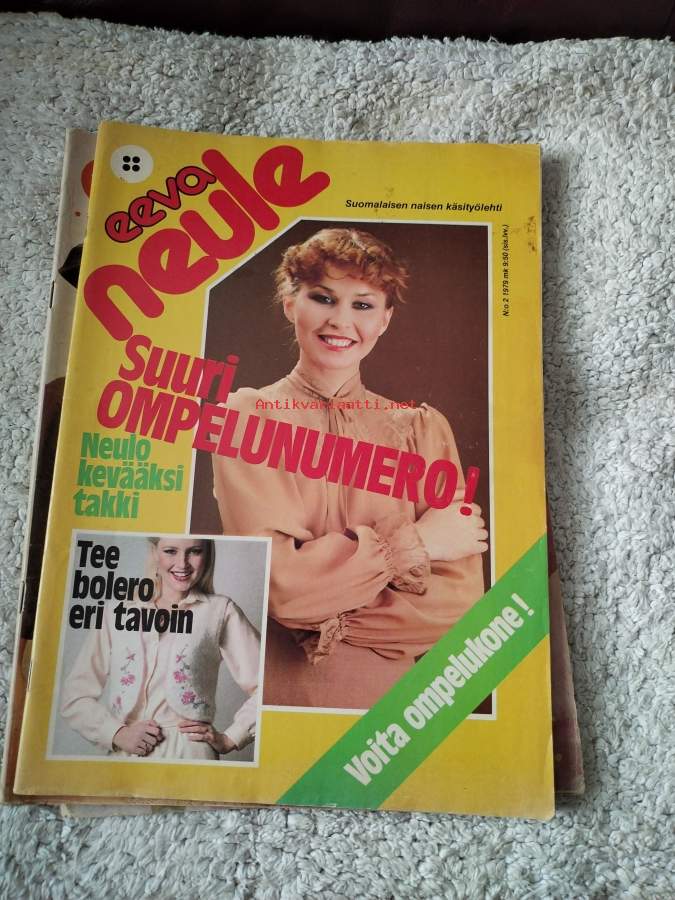 eeva
neule
Suomalaisen naisen käsityölehti
N:o 2 1979 mk 9:50 (sis.lvv.)
Suuri
OMPELUNUMERO!
Antikvariaatti.net
Neulo
kevääksi
takki
Tee
bolero
eri tavoin
Voita ompelukone!